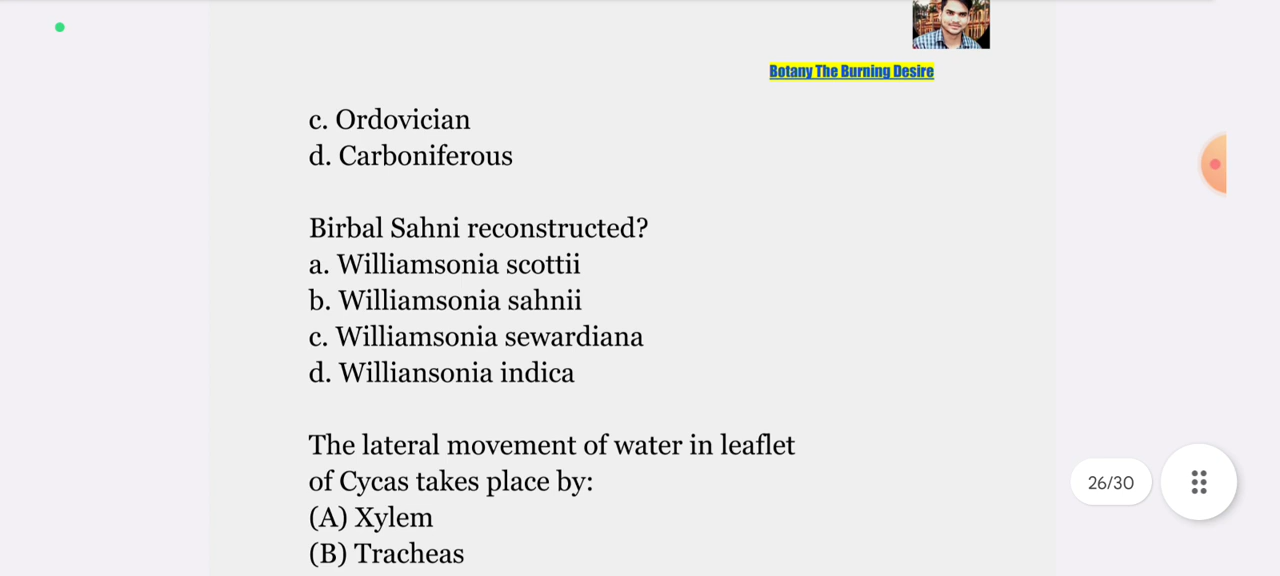 Botany The Burning Desire
c. Ordovician
d. Carboniferous
Birbal Sahni reconstructed?
a. Williamsonia scottii
b. Williamsonia sahnii
c. Williamsonia sewardiana
d. Williansonia indica
The lateral movement of water in leaflet
of Cycas takes place by:
(A) Xylem
(B) Tracheas
26/30